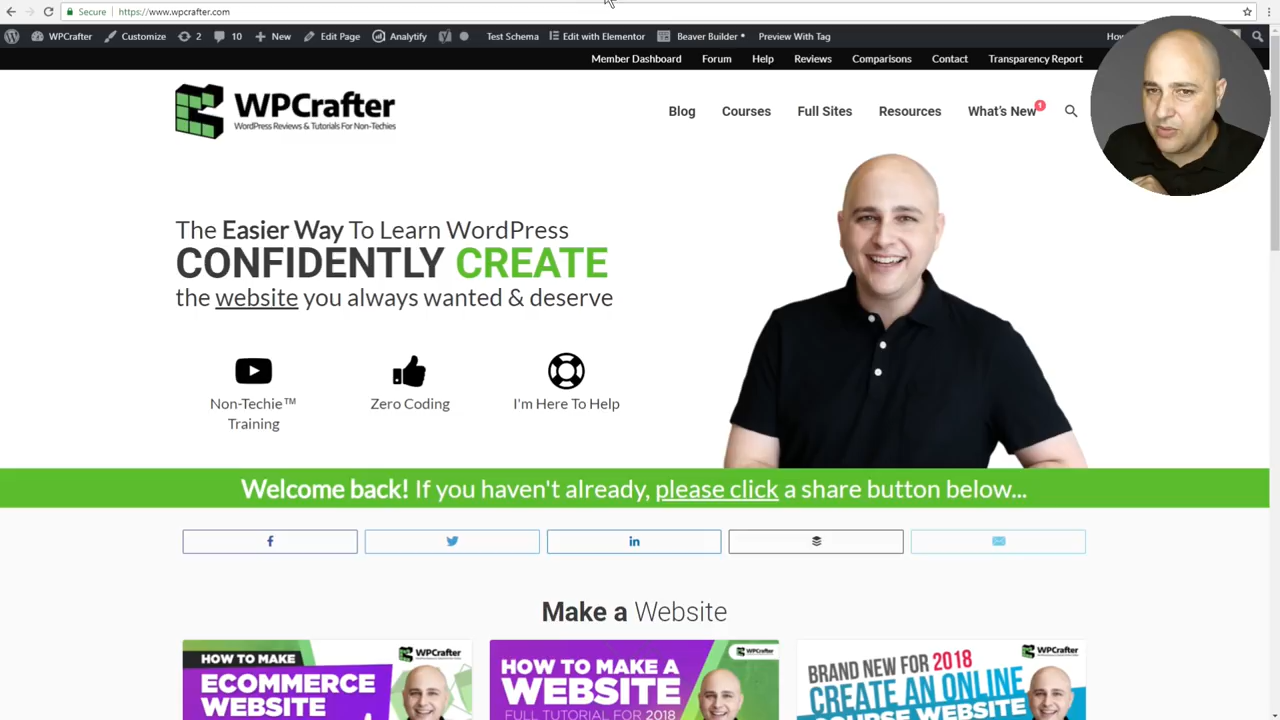 Secure
https://www.wpcrafter.com
WPCrafter
Customize
2
10
New
Edit Page
Analytify
Test Schema
Edit with Elementor
Beaver Builder
Preview With Tag
Member Dashboard
Forum
Help
Reviews
Comparisons
Contact
Transparency Report
WPCrafter
WordPress Reviews & Tutorials For Non-Techies
Blog
Courses
Full Sites
Resources
What's New
1
The Easier Way To Learn WordPress
CONFIDENTLY CREATE
the website you always wanted & deserve
Non-Techie™
Training
Zero Coding
I'm Here To Help
Welcome back! If you haven't already, please click a share button below...
Make a Website
HOW TO MAKE
ECOMMERCE
WEBSITE
WPCrafter
HOW TO MAKE A
WEBSITE
FULL TUTORIAL FOR 2018
WPCrafter
BRAND NEW FOR 2018
CREATE AN ONLINE
COURSE WEBSITE
WPCrafter